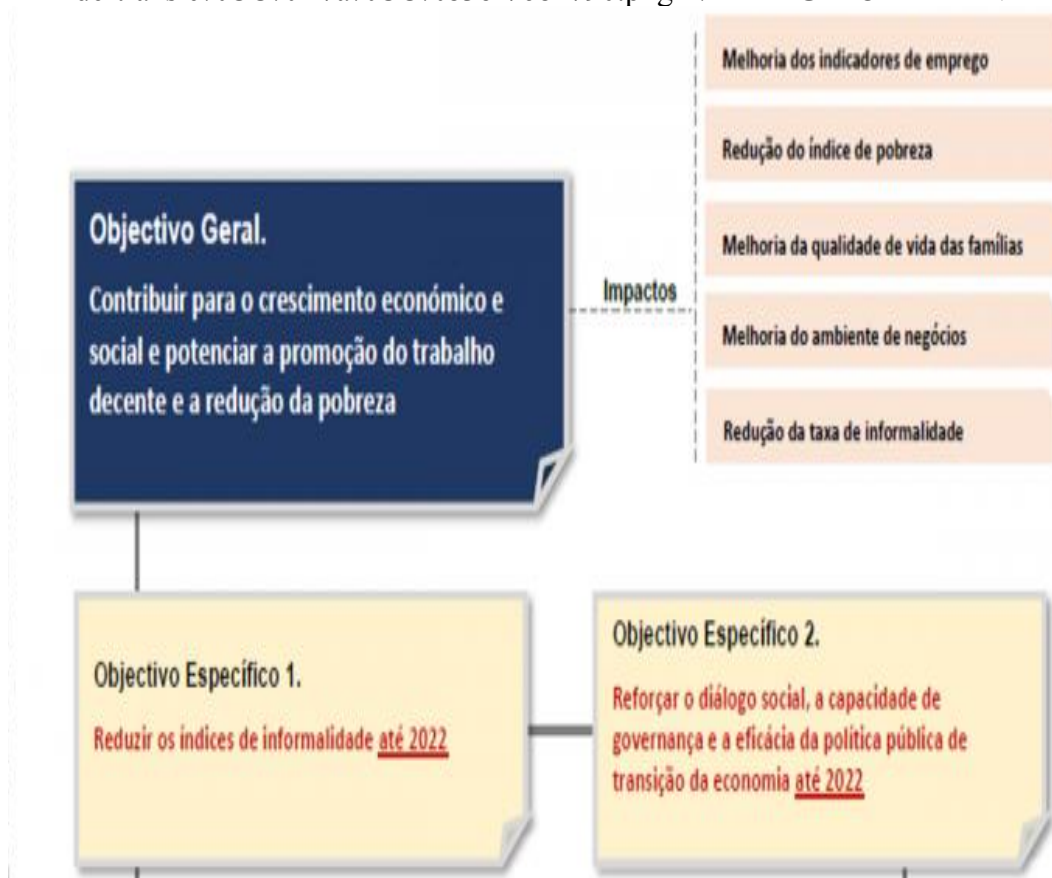 Melhoria dos indicadores de emprego
Redução do índice de pobreza
Objectivo Geral.
Contribuir para o crescimento económico e
social e potenciar a promoção do trabalho
decente e a redução da pobreza
Impactos
Melhoria da qualidade de vida das famílias
Melhoria do ambiente de negócios
Redução da taxa de informalidade
Objectivo Específico 1.
Reduzir os índices de informalidade até 2022
Objectivo Específico 2.
Reforçar o diálogo social, a capacidade de
governança e a eficácia da política pública de
transição da economia até 2022